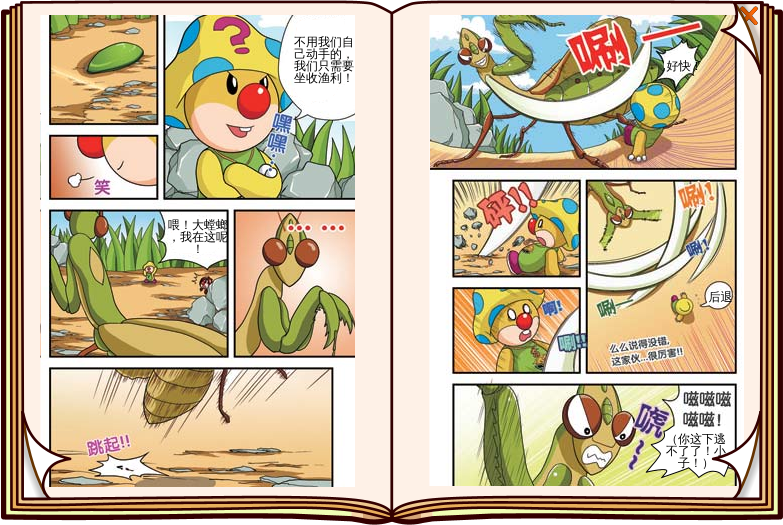 ?
不用我们自
己动手的，
我们只需要
坐收渔利！
嘿
嘿
…
笑
喂！大螳螂
，我在这呢
！
… …
跳起!!
唰—
好快
砰!!
唰！
唰！
唰—
后退
么么说得没错,
这家伙...很厉害!!
啊!
唰!!
嗞嗞嗞
嗞嗞!
唬~~
（你这下逃
不了了！小
子！）